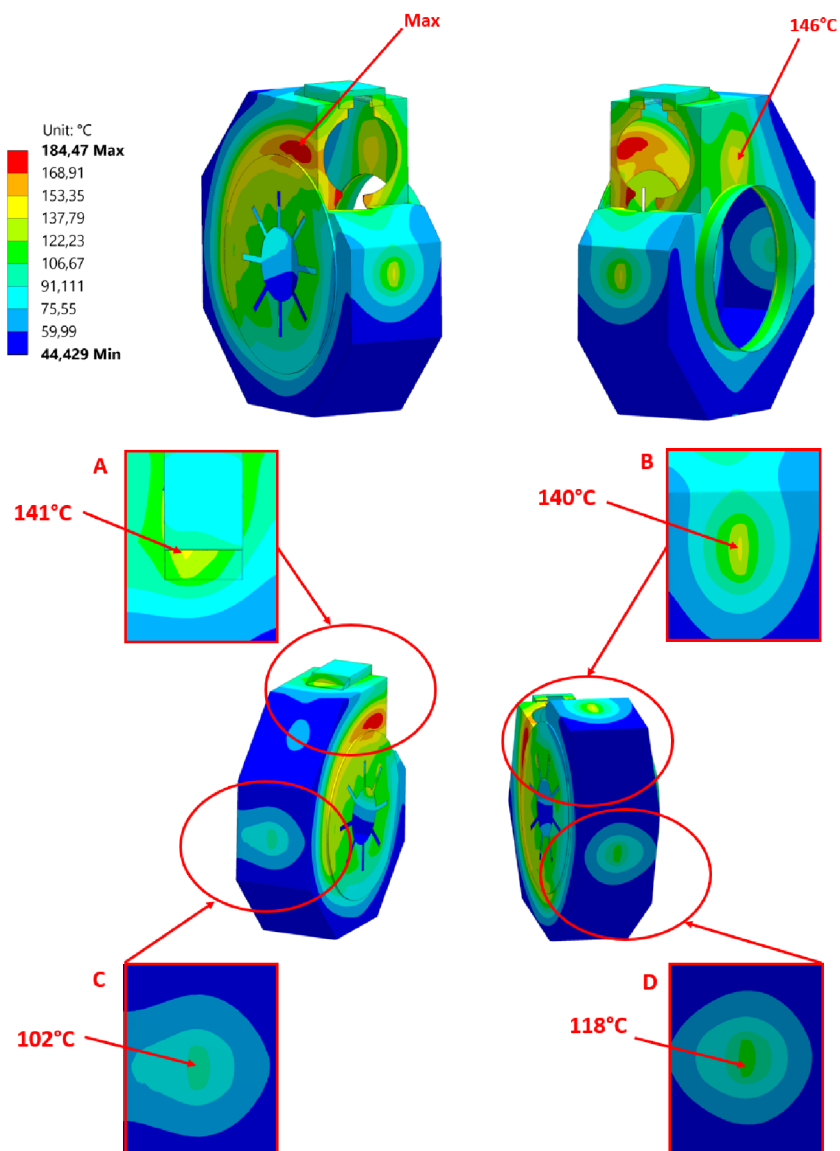 Max
146°C
Unit: °C
184,47 Max
168,91
153,35
137,79
122,23
106,67
91,111
75,55
59,99
44,429 Min
A
B
141°C
140°C
C
D
102°C
118°C